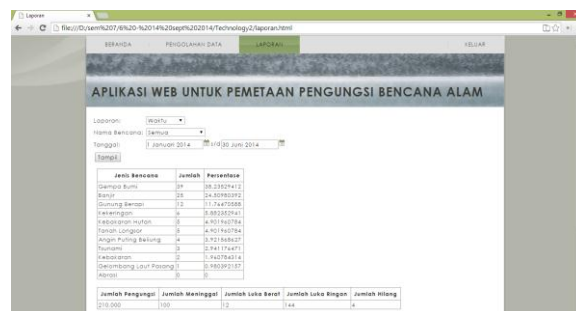 Laporan
file:///D:/sem%207/6%20-%2014%20sept%202014/Technology2/laporan.html
BERANDA PENGOLAHAN DATA LAPORAN KELUAR
APLIKASI WEB UNTUK PEMETAAN PENGUNGSI BENCANA ALAM
Laporan: Waktu
Nama Bencana: Semua
Tanggal: 1 Januari 2014 s/d 30 Juni 2014
Tampil
Jenis Bencana Jumlah Persentase
Gempa Bumi 39 38.23529412
Banjir 25 24.50980392
Gunung Berapi 12 11.76470588
Kekeringan 6 5.882352941
Kebakaran Hutan 5 4.901960784
Tanah Longsor 5 4.901960784
Angin Puting Beliung 4 3.921568627
Tsunami 3 2.941176471
Kebakaran 2 1.960784314
Gelombang Laut Pasang 1 0.980392157
Abrasi 0 0
Jumlah Pengungsi Jumlah Meninggal Jumlah Luka Berat Jumlah Luka Ringan Jumlah Hilang
210.000 100 12 144 4